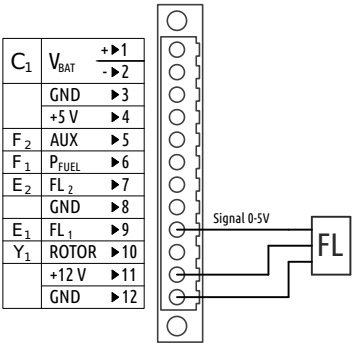 C1 VBAT + ▶1
- ▶2
GND ▶3
+5 V ▶4
F2 AUX ▶5
F1 PFUEL ▶6
E2 FL2 ▶7
GND ▶8
E1 FL1 ▶9
Y1 ROTOR ▶10
+12 V ▶11
GND ▶12
Signal 0-5V
FL